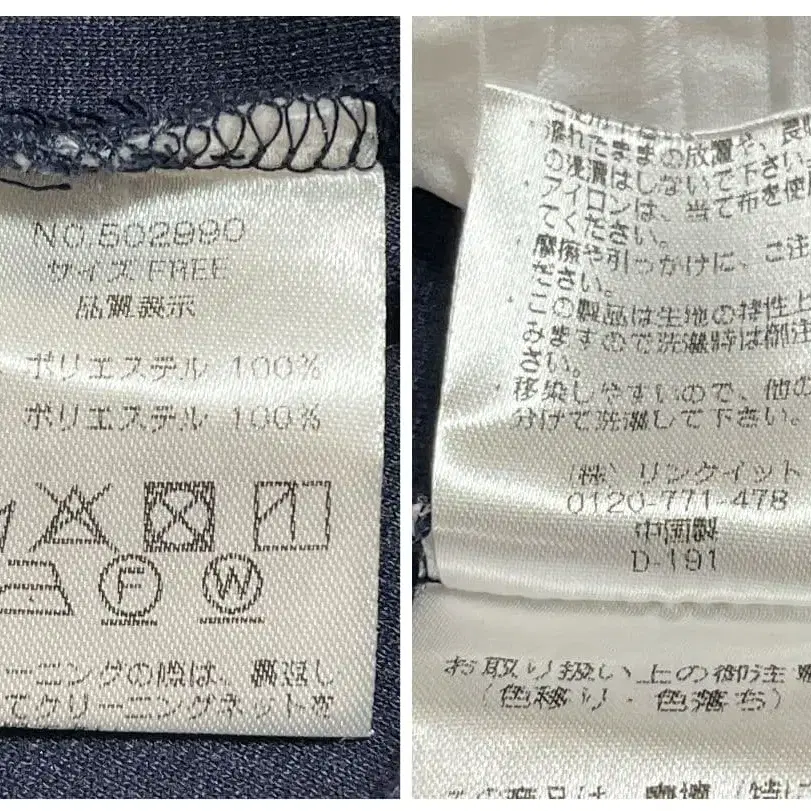 NO.502990
サイズ FREE
品質表示
ポリエステル 100%
ポリエステル 100%
F W
ーニングの際は、裏返し
てクリーニングネットを
濡れたままの放置や、長
の浸漬はしないで下さい。
・アイロンは、当て布を使用
てください。
・摩擦や引っかけに、ご注
ださい。
・この製品は生地の特性上
みますので洗濯時は御注
さい。
・移染しやすいので、他の
分けて洗濯して下さい。
(株) リンクイット
0120-771-478
中国製
D-191
お取り扱い上の御注意
(色移り・色落ち)